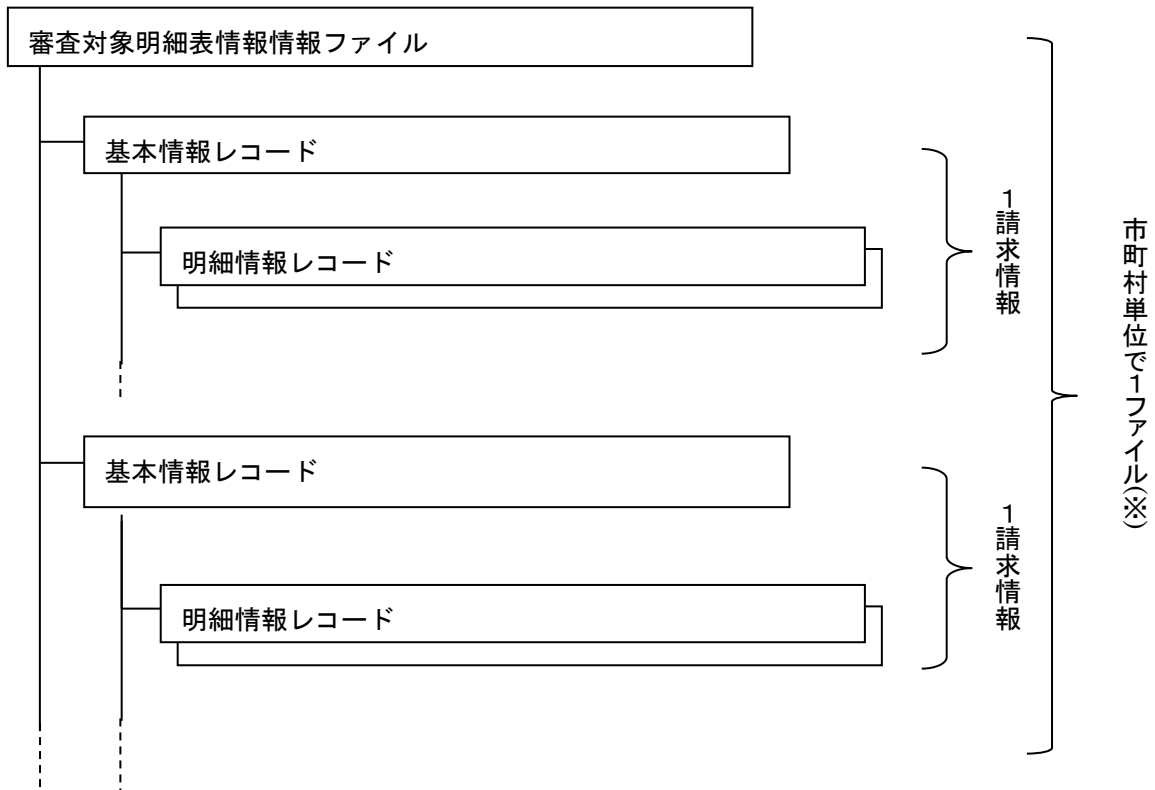 審査対象明細表情報情報ファイル
基本情報レコード
明細情報レコード
1請求情報
市町村単位で1ファイル(※)
基本情報レコード
明細情報レコード
1請求情報